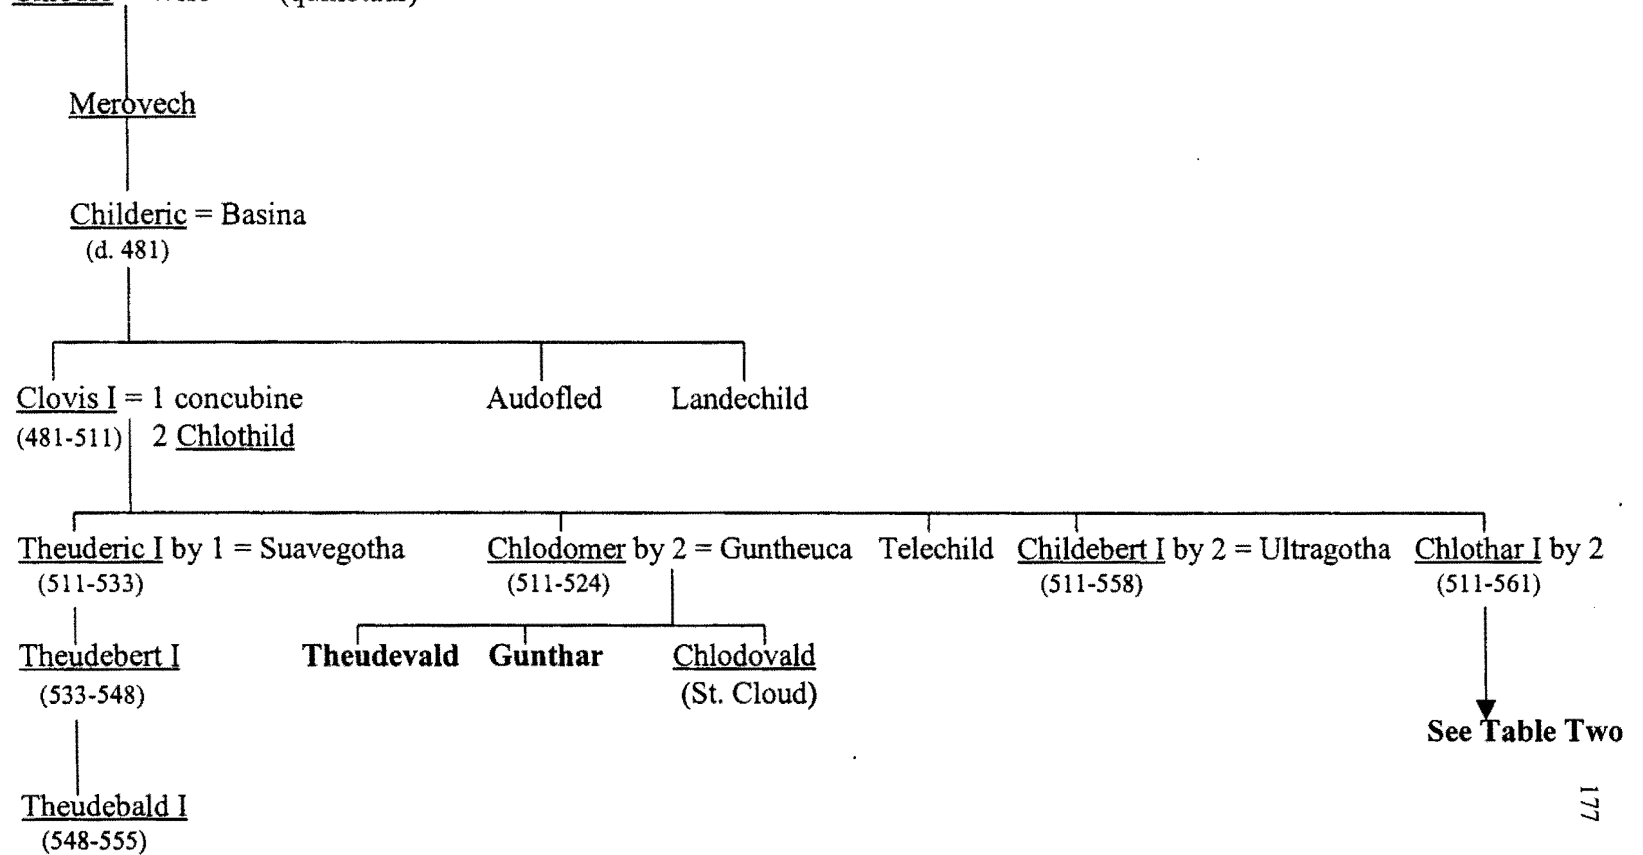 Merovech
Childeric = Basina
(d. 481)
Clovis I = 1 concubine Audofled Landechild
(481-511) 2 Chlothild
Theuderic I by 1 = Suavegotha Chlodomer by 2 = Guntheuca Telechild Childebert I by 2 = Ultragotha Chlothar I by 2
(511-533) (511-524) (511-558) (511-561)
Theudebert I Theudevald Gunthar Chlodovald
(533-548) (St. Cloud)
See Table Two
Theudebald I
(548-555)
177